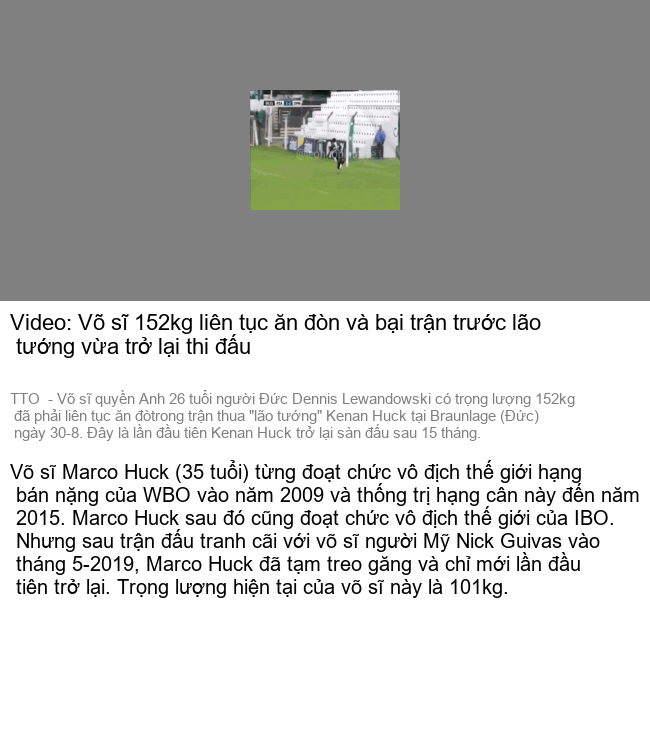 Video: Võ sĩ 152kg liên tục ăn đòn và bại trận trước lão
tướng vừa trở lại thi đấu
TTO - Võ sĩ quyền Anh 26 tuổi người Đức Dennis Lewandowski có trọng lượng 152kg
đã phải liên tục ăn đòtrong trận thua "lão tướng" Kenan Huck tại Braunlage (Đức)
ngày 30-8. Đây là lần đầu tiên Kenan Huck trở lại sàn đấu sau 15 tháng.
Võ sĩ Marco Huck (35 tuổi) từng đoạt chức vô địch thế giới hạng
bán nặng của WBO vào năm 2009 và thống trị hạng cân này đến năm
2015. Marco Huck sau đó cũng đoạt chức vô địch thế giới của IBO.
Nhưng sau trận đấu tranh cãi với võ sĩ người Mỹ Nick Guivas vào
tháng 5-2019, Marco Huck đã tạm treo găng và chỉ mới lần đầu
tiên trở lại. Trọng lượng hiện tại của võ sĩ này là 101kg.